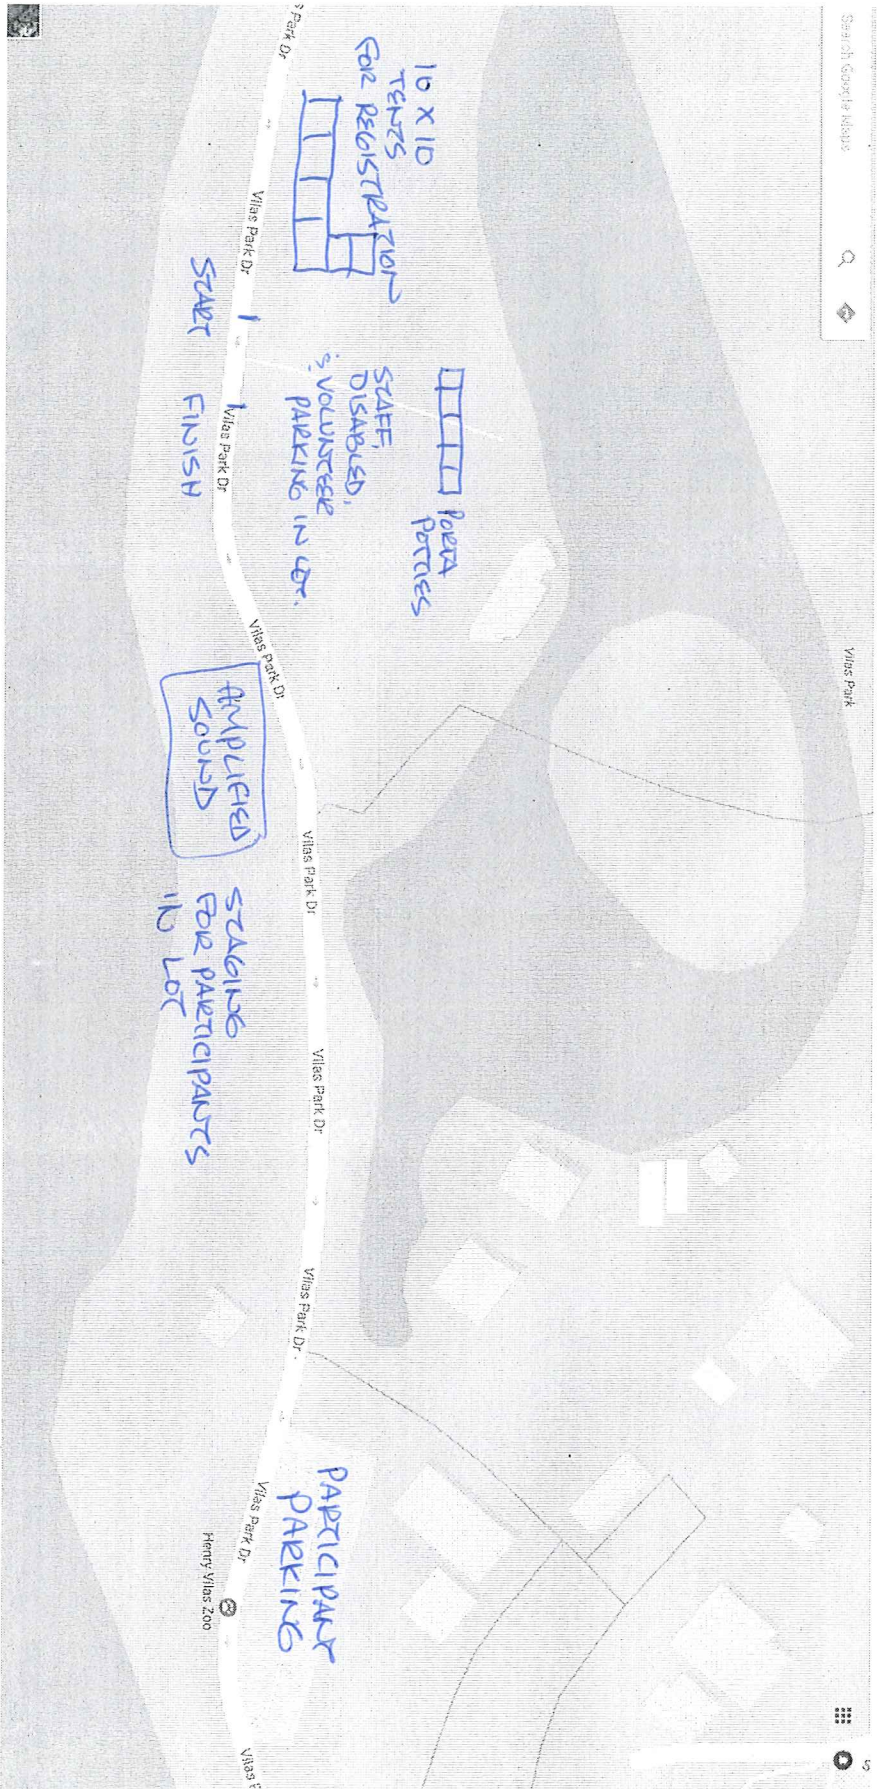 Search Google Maps
Vilas Park
10 X 10
TENTS
FOR REGISTRATION
PORTA
POTTIES
STAFF,
DISABLED,
& VOLUNTEER
PARKING IN LOT.
s Park Dr
Vilas Park Dr
START
Vilas Park Dr
FINISH
Vilas Park Dr
AMPLIFIED
SOUND
Vilas Park Dr
STAGING
FOR PARTICIPANTS
IN LOT
Vilas Park Dr
Vilas Park Dr
PARTICIPANT
PARKING
Vilas Park Dr
Henry Vilas Zoo
Vilas P
S